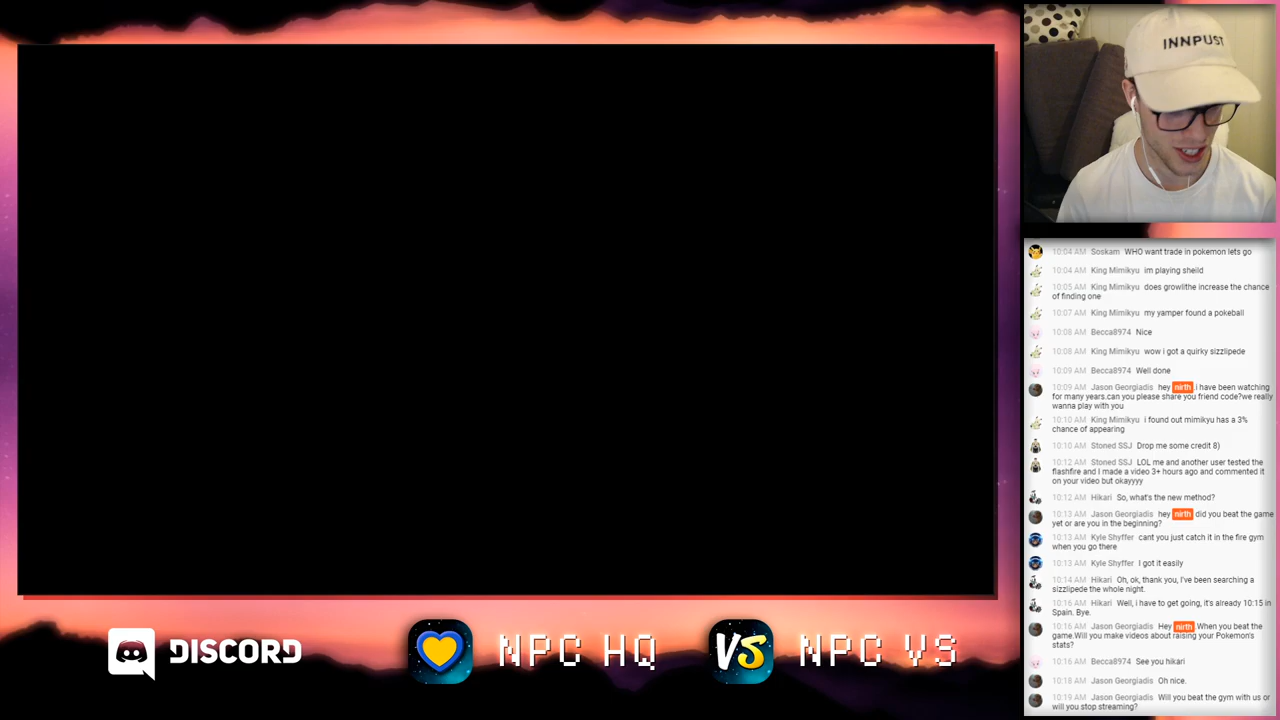 INNPUST
10:04 AM Soskam WHO want trade in pokemon lets go
10:04 AM King Mimikyu im playing sheild
10:05 AM King Mimikyu does growlithe increase the chance
of finding one
10:07 AM King Mimikyu my yamper found a pokeball
10:08 AM Becca8974 Nice
10:08 AM King Mimikyu wow i got a quirky sizzlipede
10:09 AM Becca8974 Well done
10:09 AM Jason Georgiadis hey nirth i have been watching
for many years.can you please share you friend code?we really
wanna play with you
10:10 AM King Mimikyu i found out mimikyu has a 3%
chance of appearing
10:10 AM Stoned SSJ Drop me some credit 8)
10:12 AM Stoned SSJ LOL me and another user tested the
flashfire and I made a video 3+ hours ago and commented it
on your video but okayyyy
10:12 AM Hikari So, what's the new method?
10:13 AM Jason Georgiadis hey nirth did you beat the game
yet or are you in the beginning?
10:13 AM Kyle Shyffer cant you just catch it in the fire gym
when you go there
10:13 AM Kyle Shyffer I got it easily
10:14 AM Hikari Oh, ok, thank you, I've been searching a
sizzlipede the whole night.
10:16 AM Hikari Well, i have to get going, it's already 10:15 in
Spain. Bye.
10:16 AM Jason Georgiadis Hey nirth When you beat the
game.Will you make videos about raising your Pokemon's
stats?
10:16 AM Becca8974 See you hikari
10:18 AM Jason Georgiadis Oh nice.
10:19 AM Jason Georgiadis Will you beat the gym with us or
will you stop streaming?
DISCORD
NPC HQ
VS
NPC VS